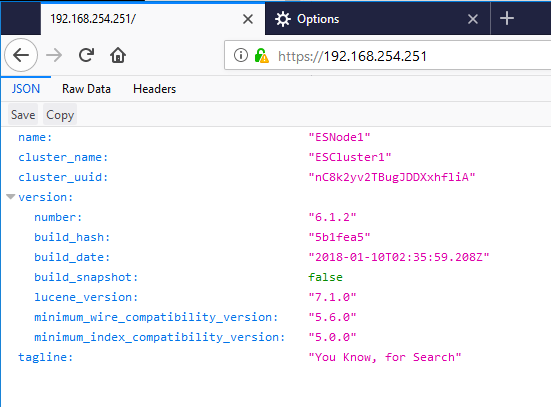 192.168.254.251/
Options
https://192.168.254.251
JSON Raw Data Headers
Save Copy
name: "ESNode1"
cluster_name: "ESCluster1"
cluster_uuid: "nC8k2yv2TBugJDDXxhfliA"
version:
number: "6.1.2"
build_hash: "5b1fea5"
build_date: "2018-01-10T02:35:59.208Z"
build_snapshot: false
lucene_version: "7.1.0"
minimum_wire_compatibility_version: "5.6.0"
minimum_index_compatibility_version: "5.0.0"
tagline: "You Know, for Search"